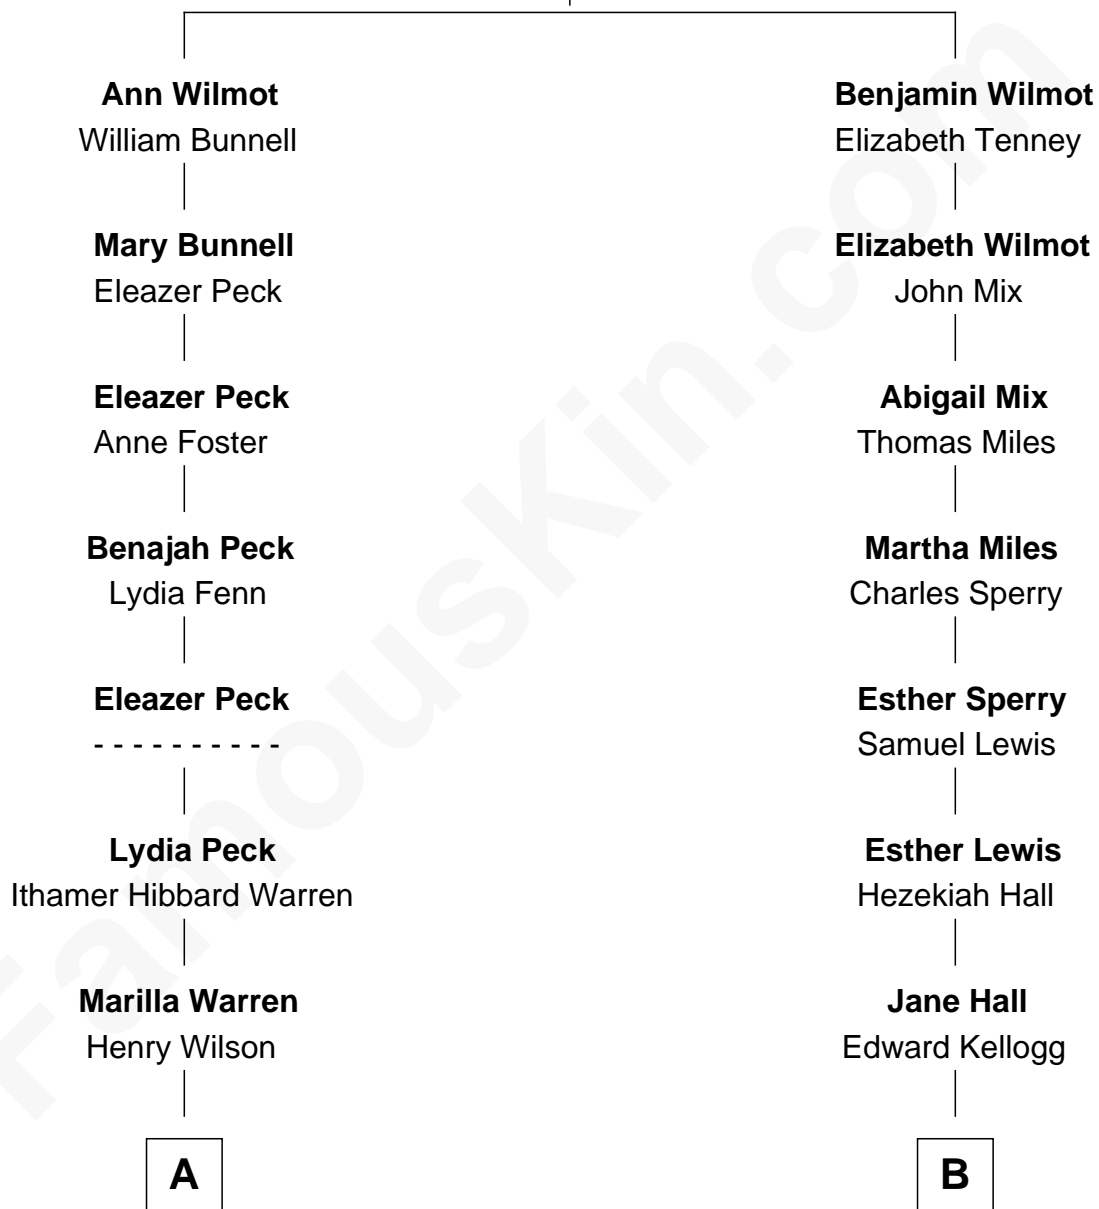 Ann Wilmot
William Bunnell
Mary Bunnell
Eleazer Peck
Eleazer Peck
Anne Foster
Benajah Peck
Lydia Fenn
Eleazer Peck
- - - - - - - - - -
Lydia Peck
Ithamer Hibbard Warren
Marilla Warren
Henry Wilson
A
Benjamin Wilmot
Elizabeth Tenney
Elizabeth Wilmot
John Mix
Abigail Mix
Thomas Miles
Martha Miles
Charles Sperry
Esther Sperry
Samuel Lewis
Esther Lewis
Hezekiah Hall
Jane Hall
Edward Kellogg
B
FamousKin.com